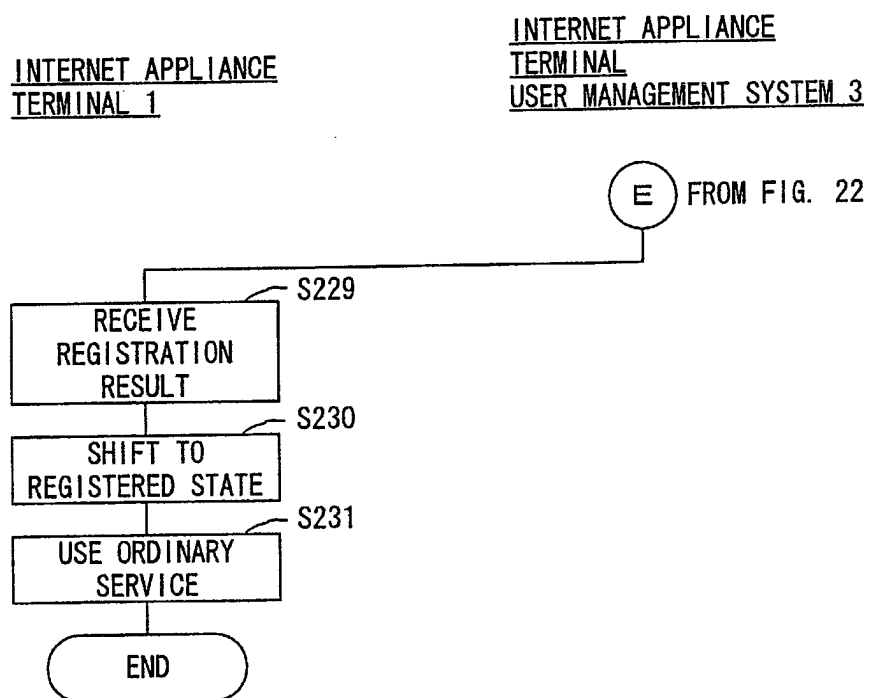 INTERNET APPLIANCE
TERMINAL 1
INTERNET APPLIANCE
TERMINAL
USER MANAGEMENT SYSTEM 3
E
FROM FIG. 22
S229
RECEIVE
REGISTRATION
RESULT
S230
SHIFT TO
REGISTERED STATE
S231
USE ORDINARY
SERVICE
END